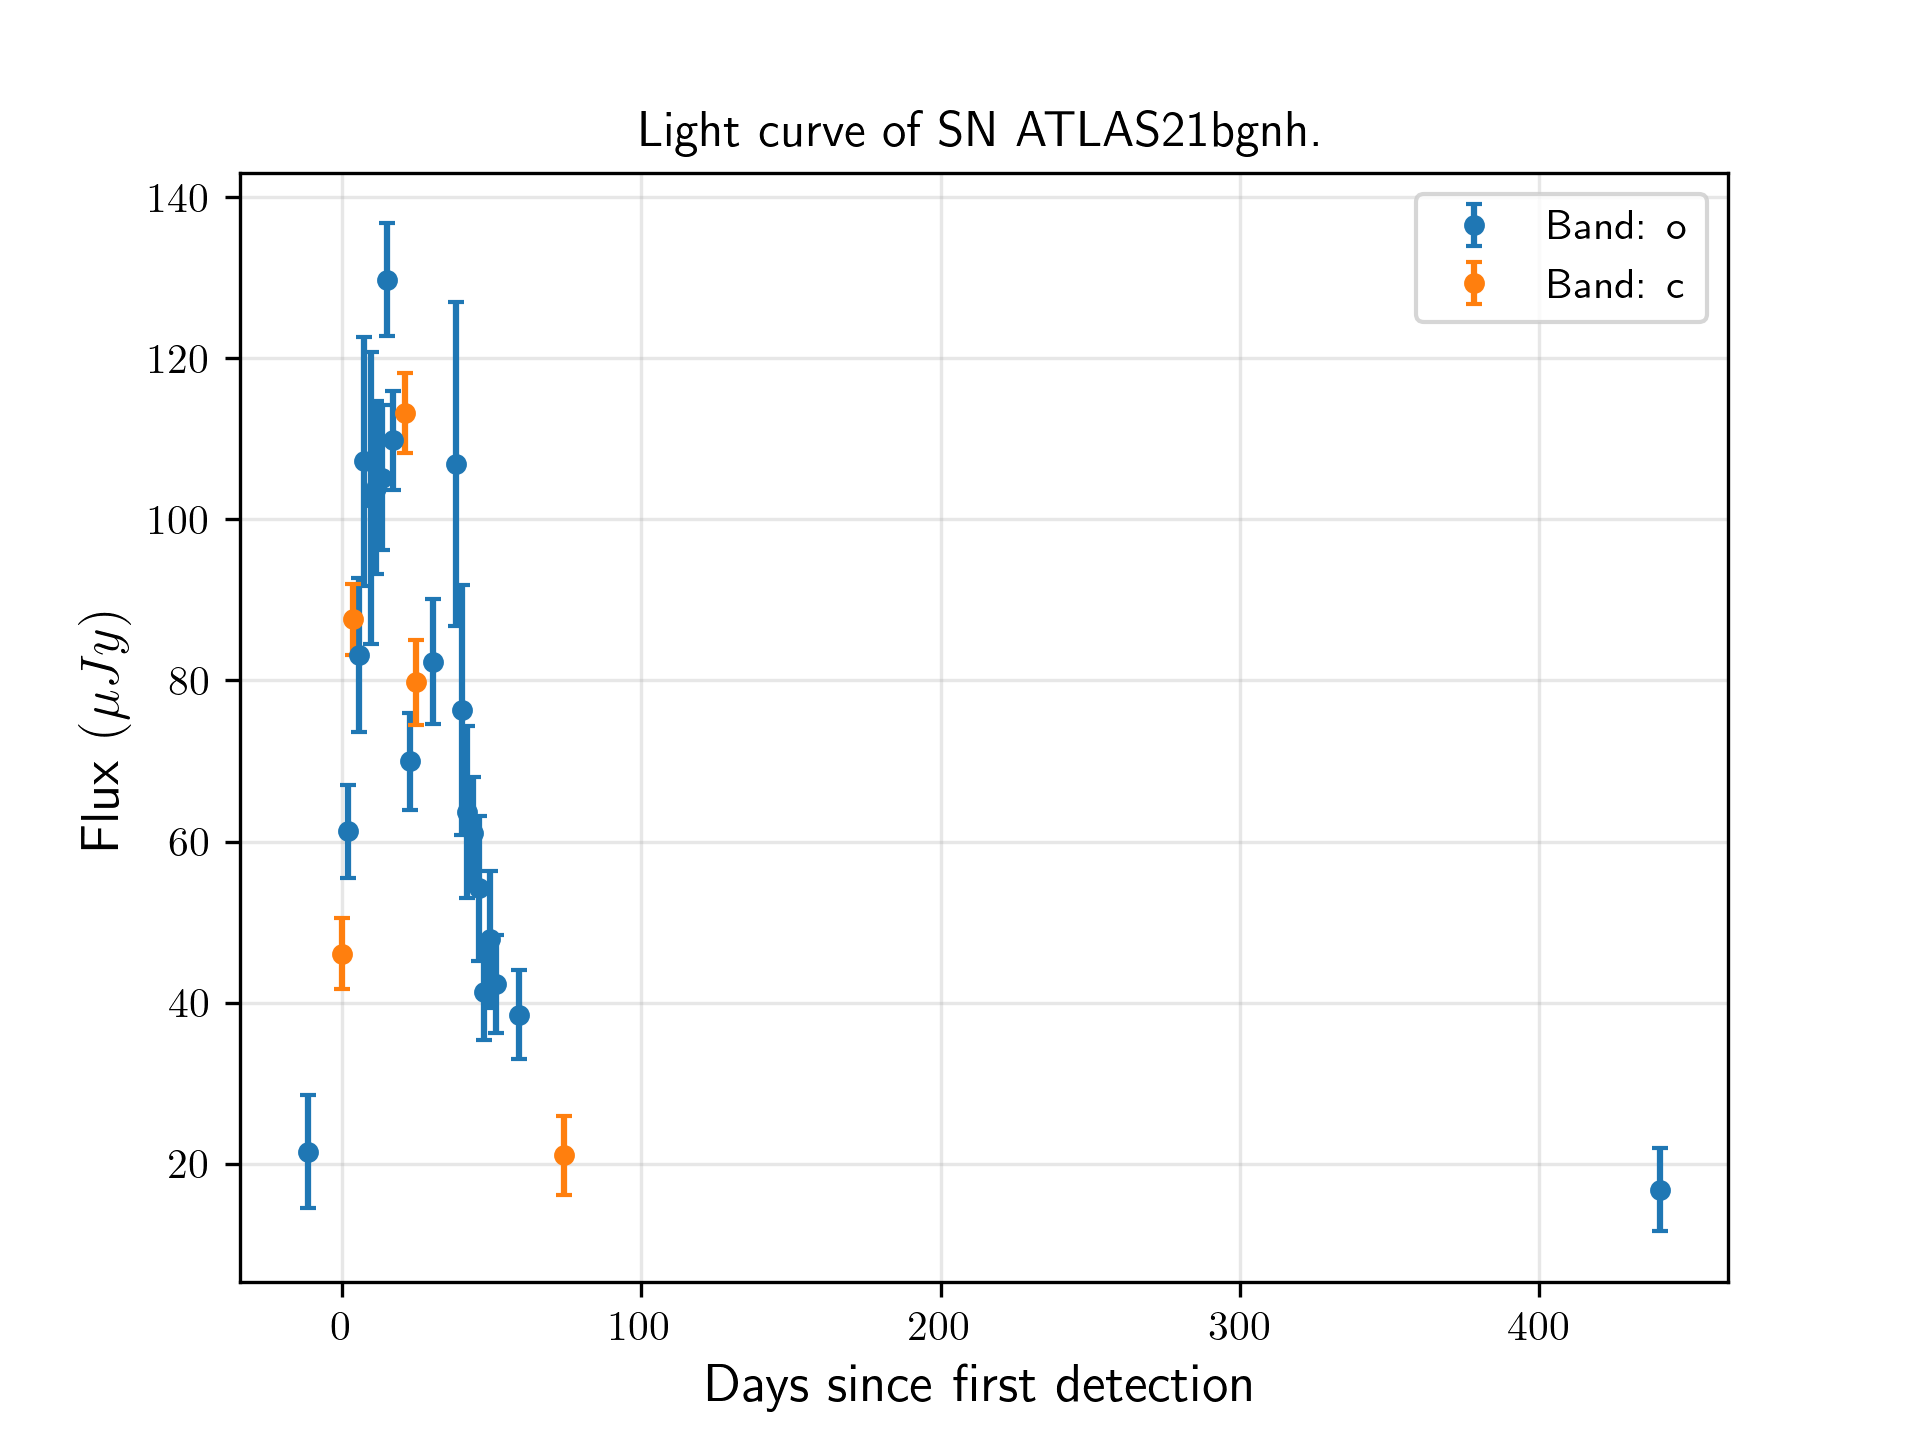 Light curve of SN ATLAS21bgnh.
140
120
100
80
60
40
20
Flux (μJy)
Band: o
Band: c
0 100 200 300 400
Days since first detection